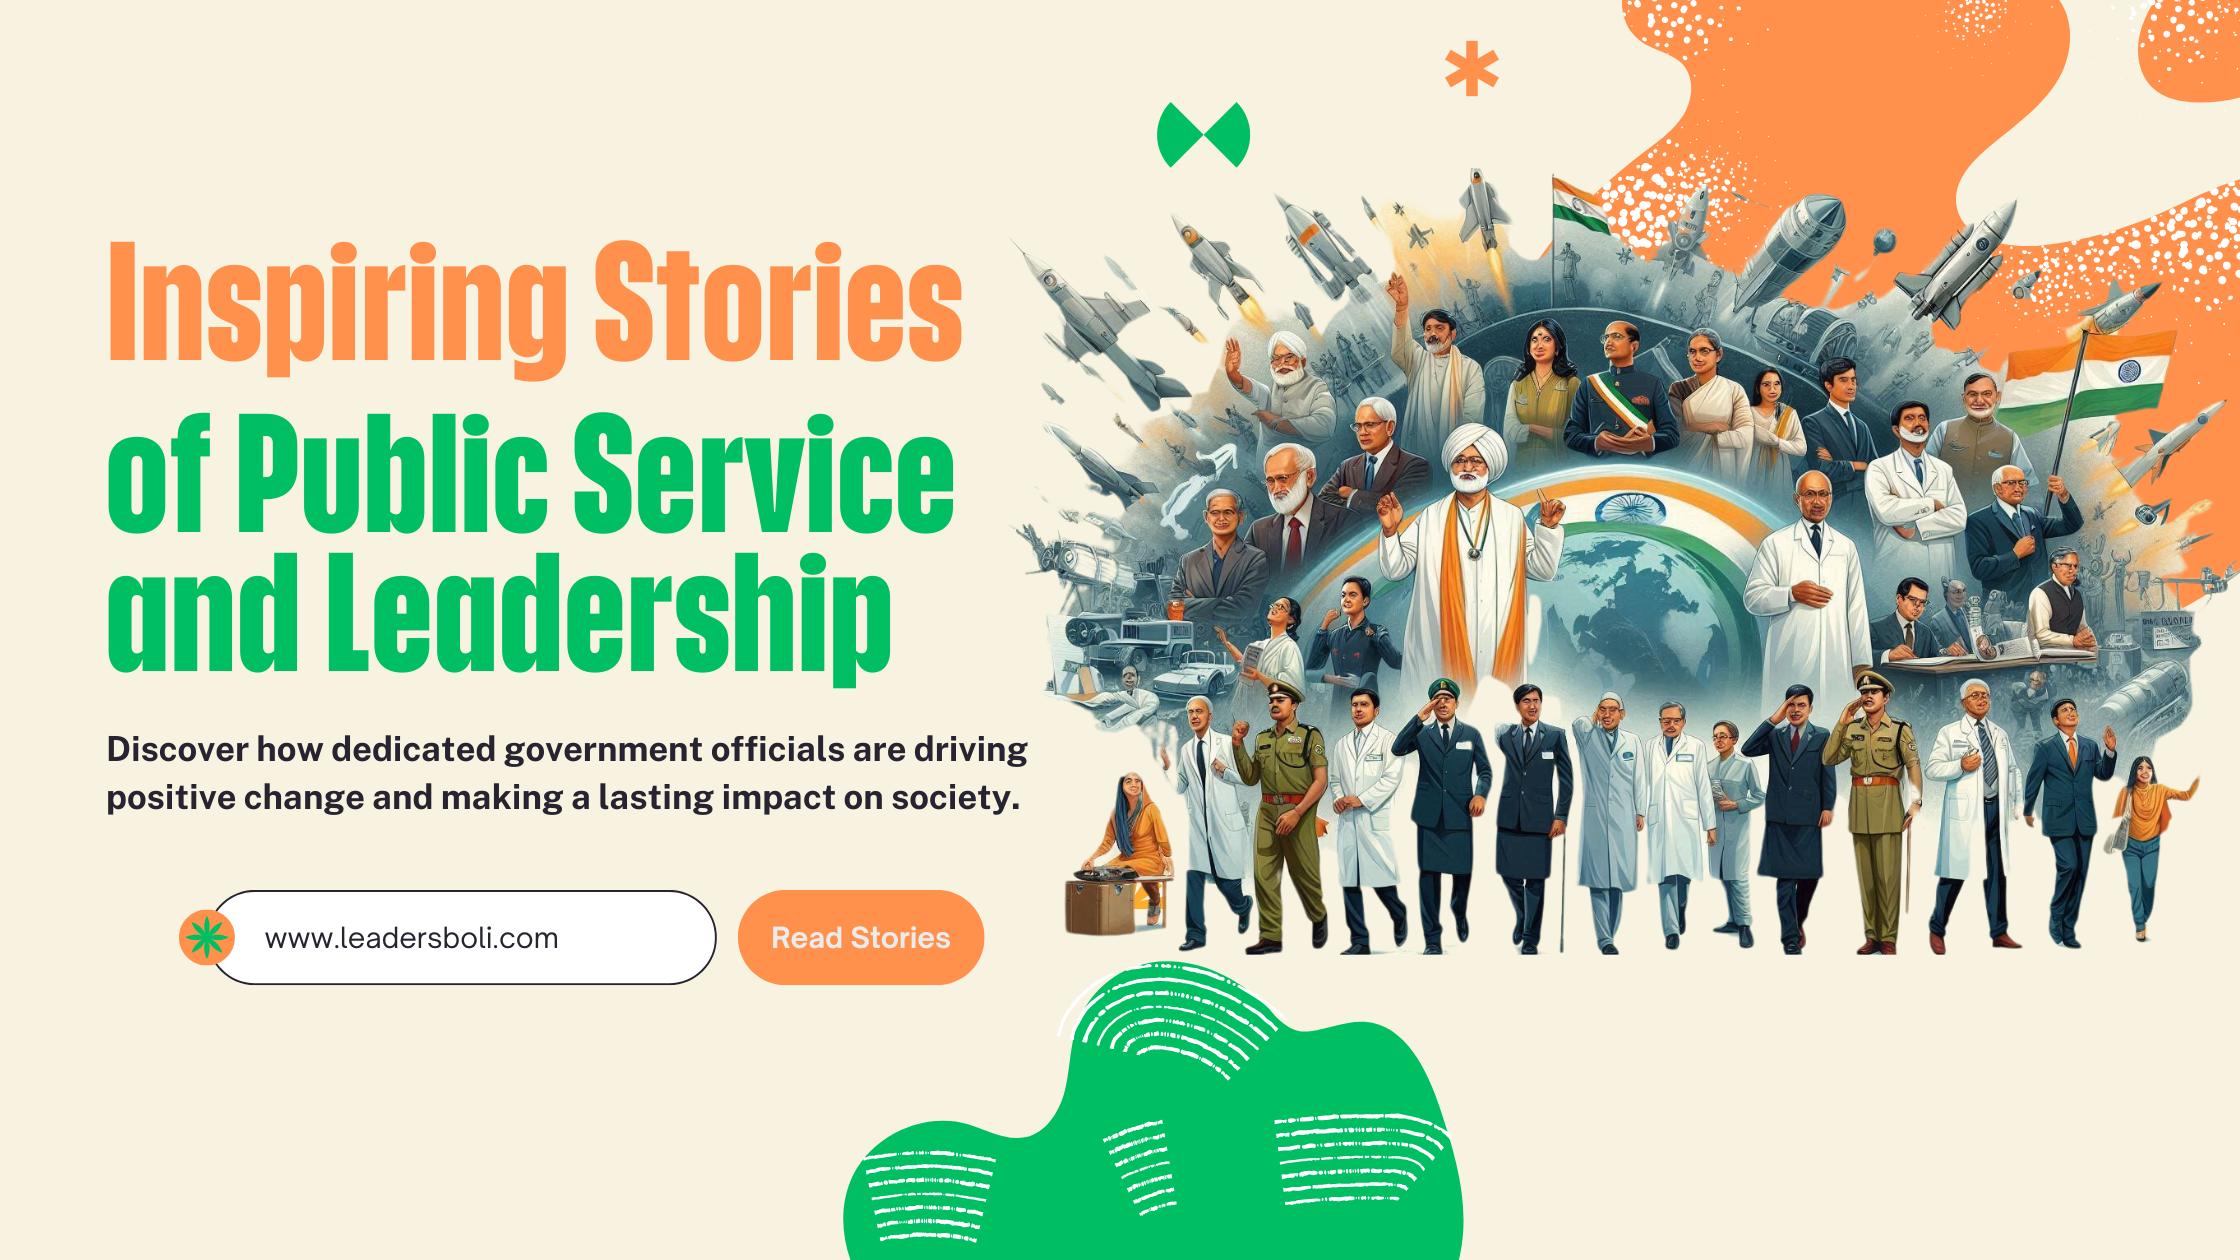 Inspiring Stories
of Public Service
and Leadership
Discover how dedicated government officials are driving
positive change and making a lasting impact on society.
www.leadersboli.com
Read Stories